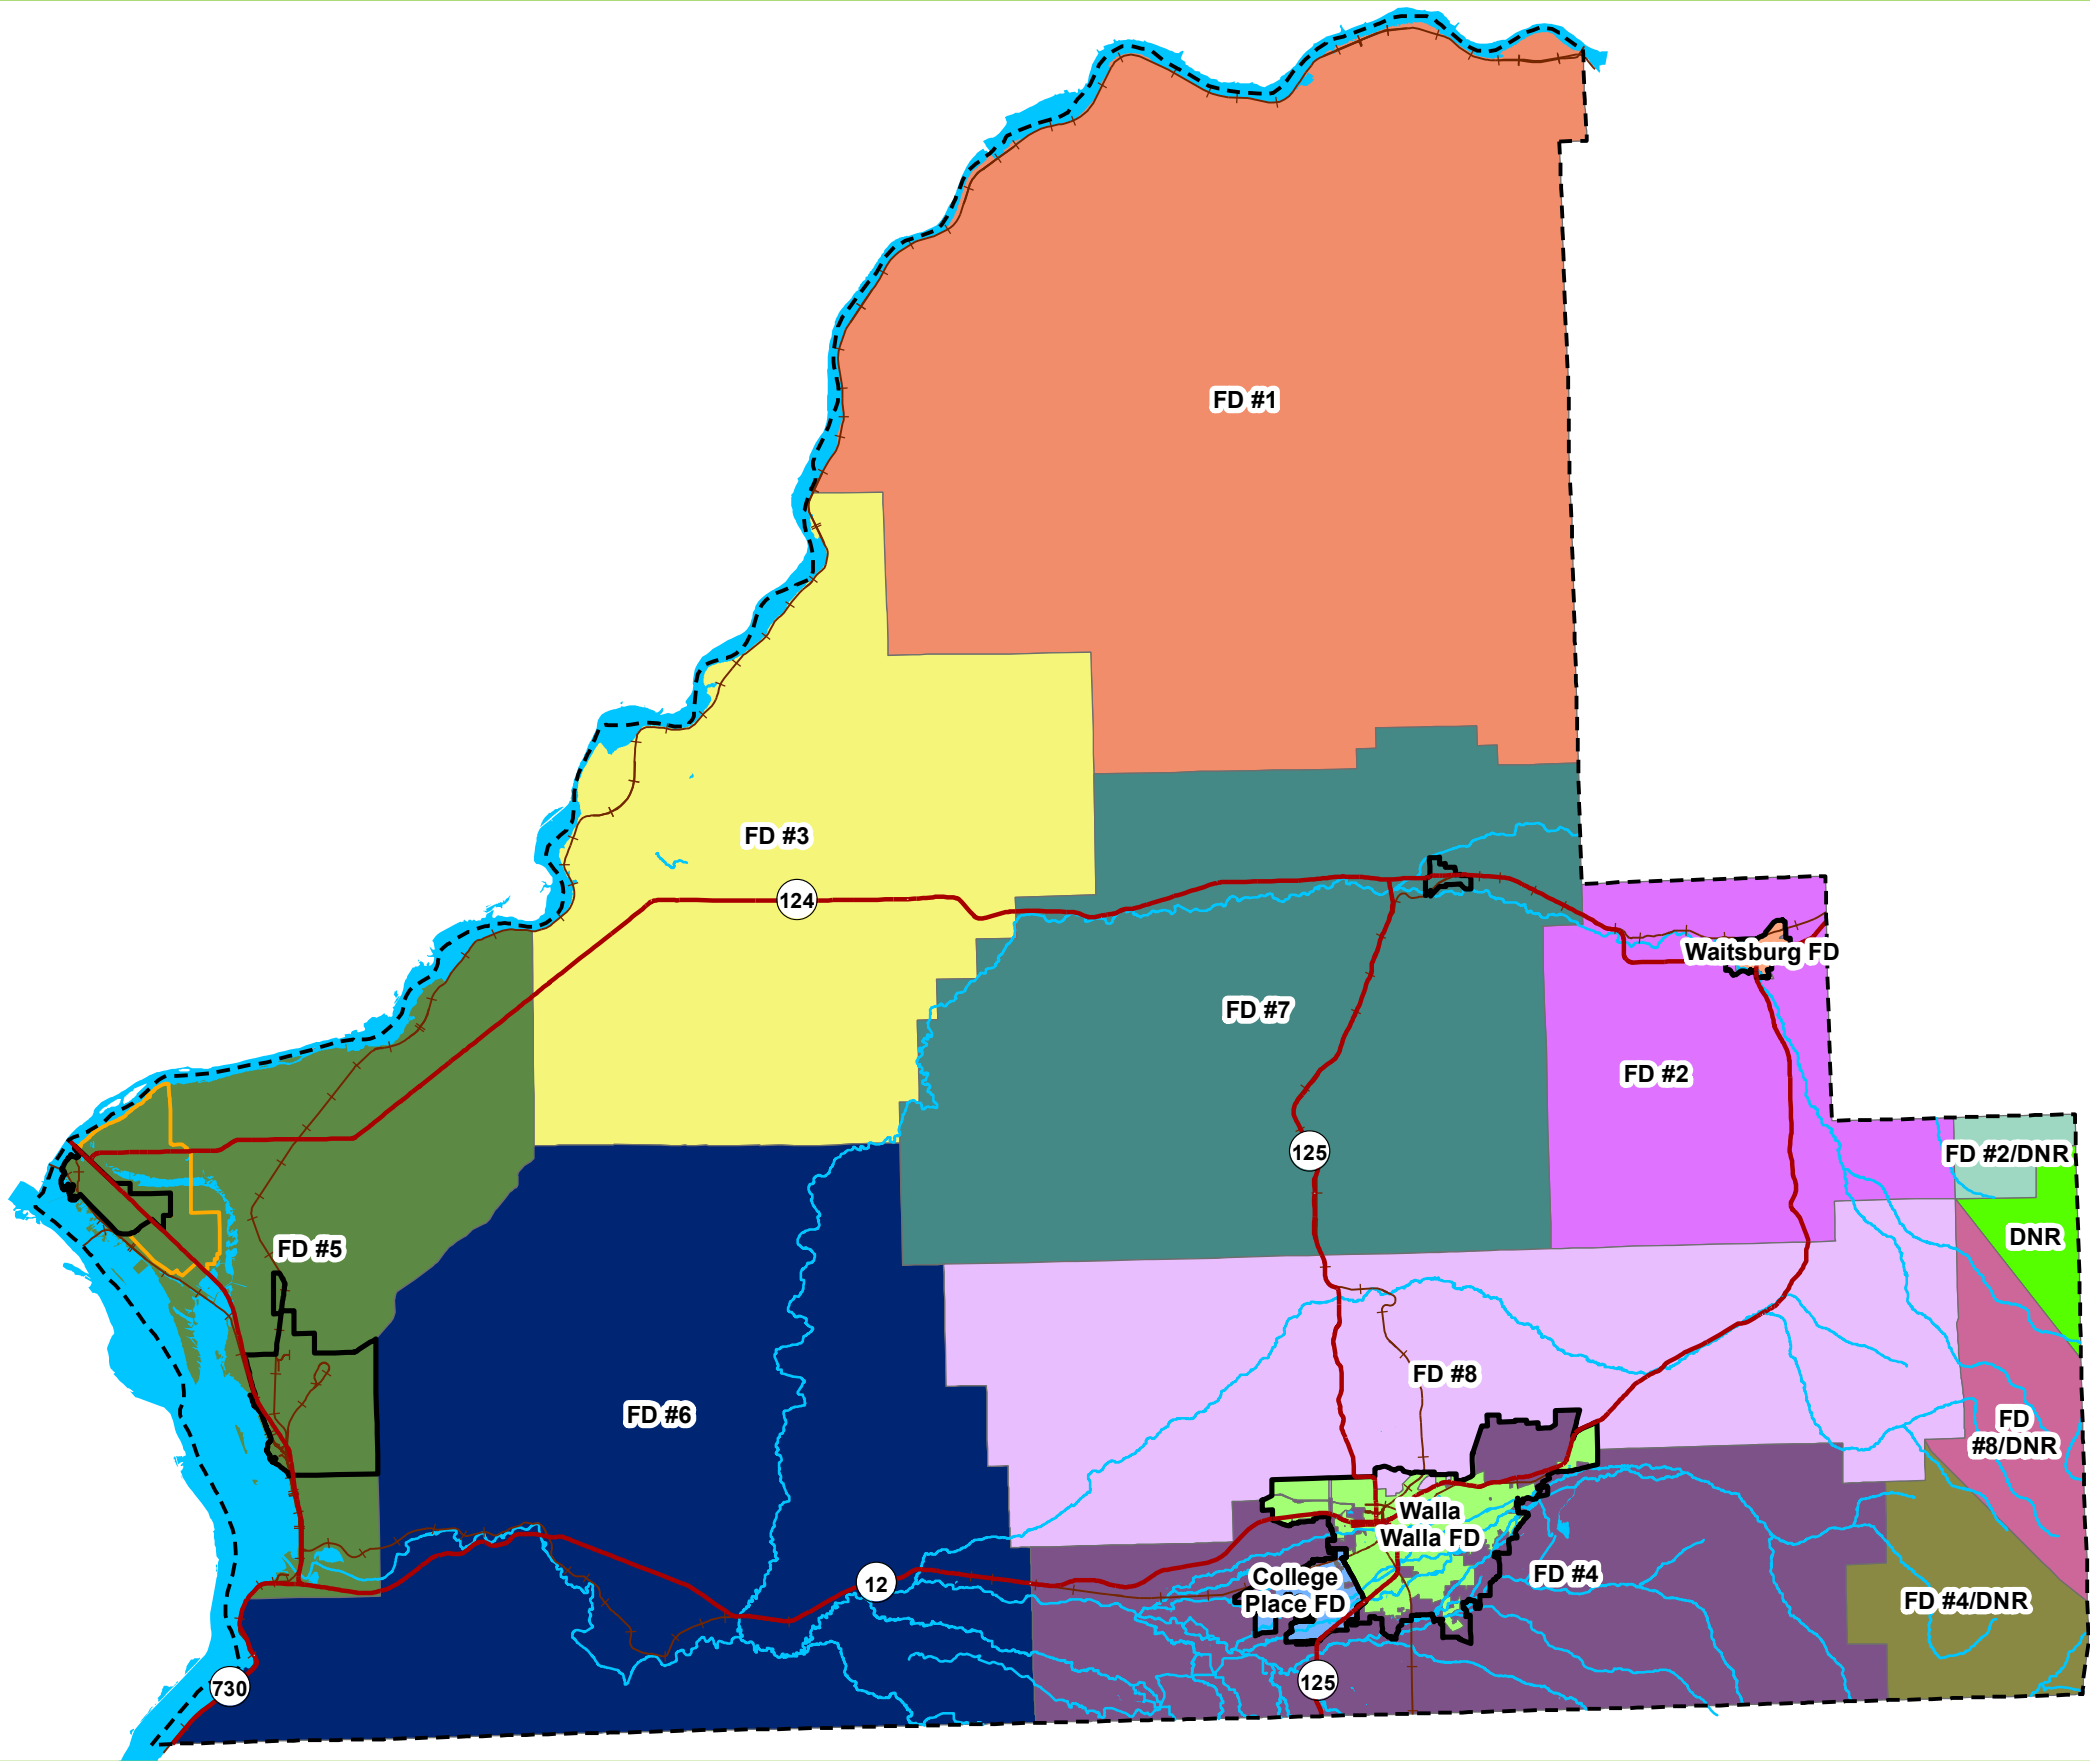 FD #1
FD #3
124
Waitsburg FD
FD #7
FD #2
125
FD #2/DNR
DNR
FD #5
FD #8
FD #6
FD
#8/DNR
Walla
Walla FD
College
Place FD
12
FD #4
FD #4/DNR
730
125